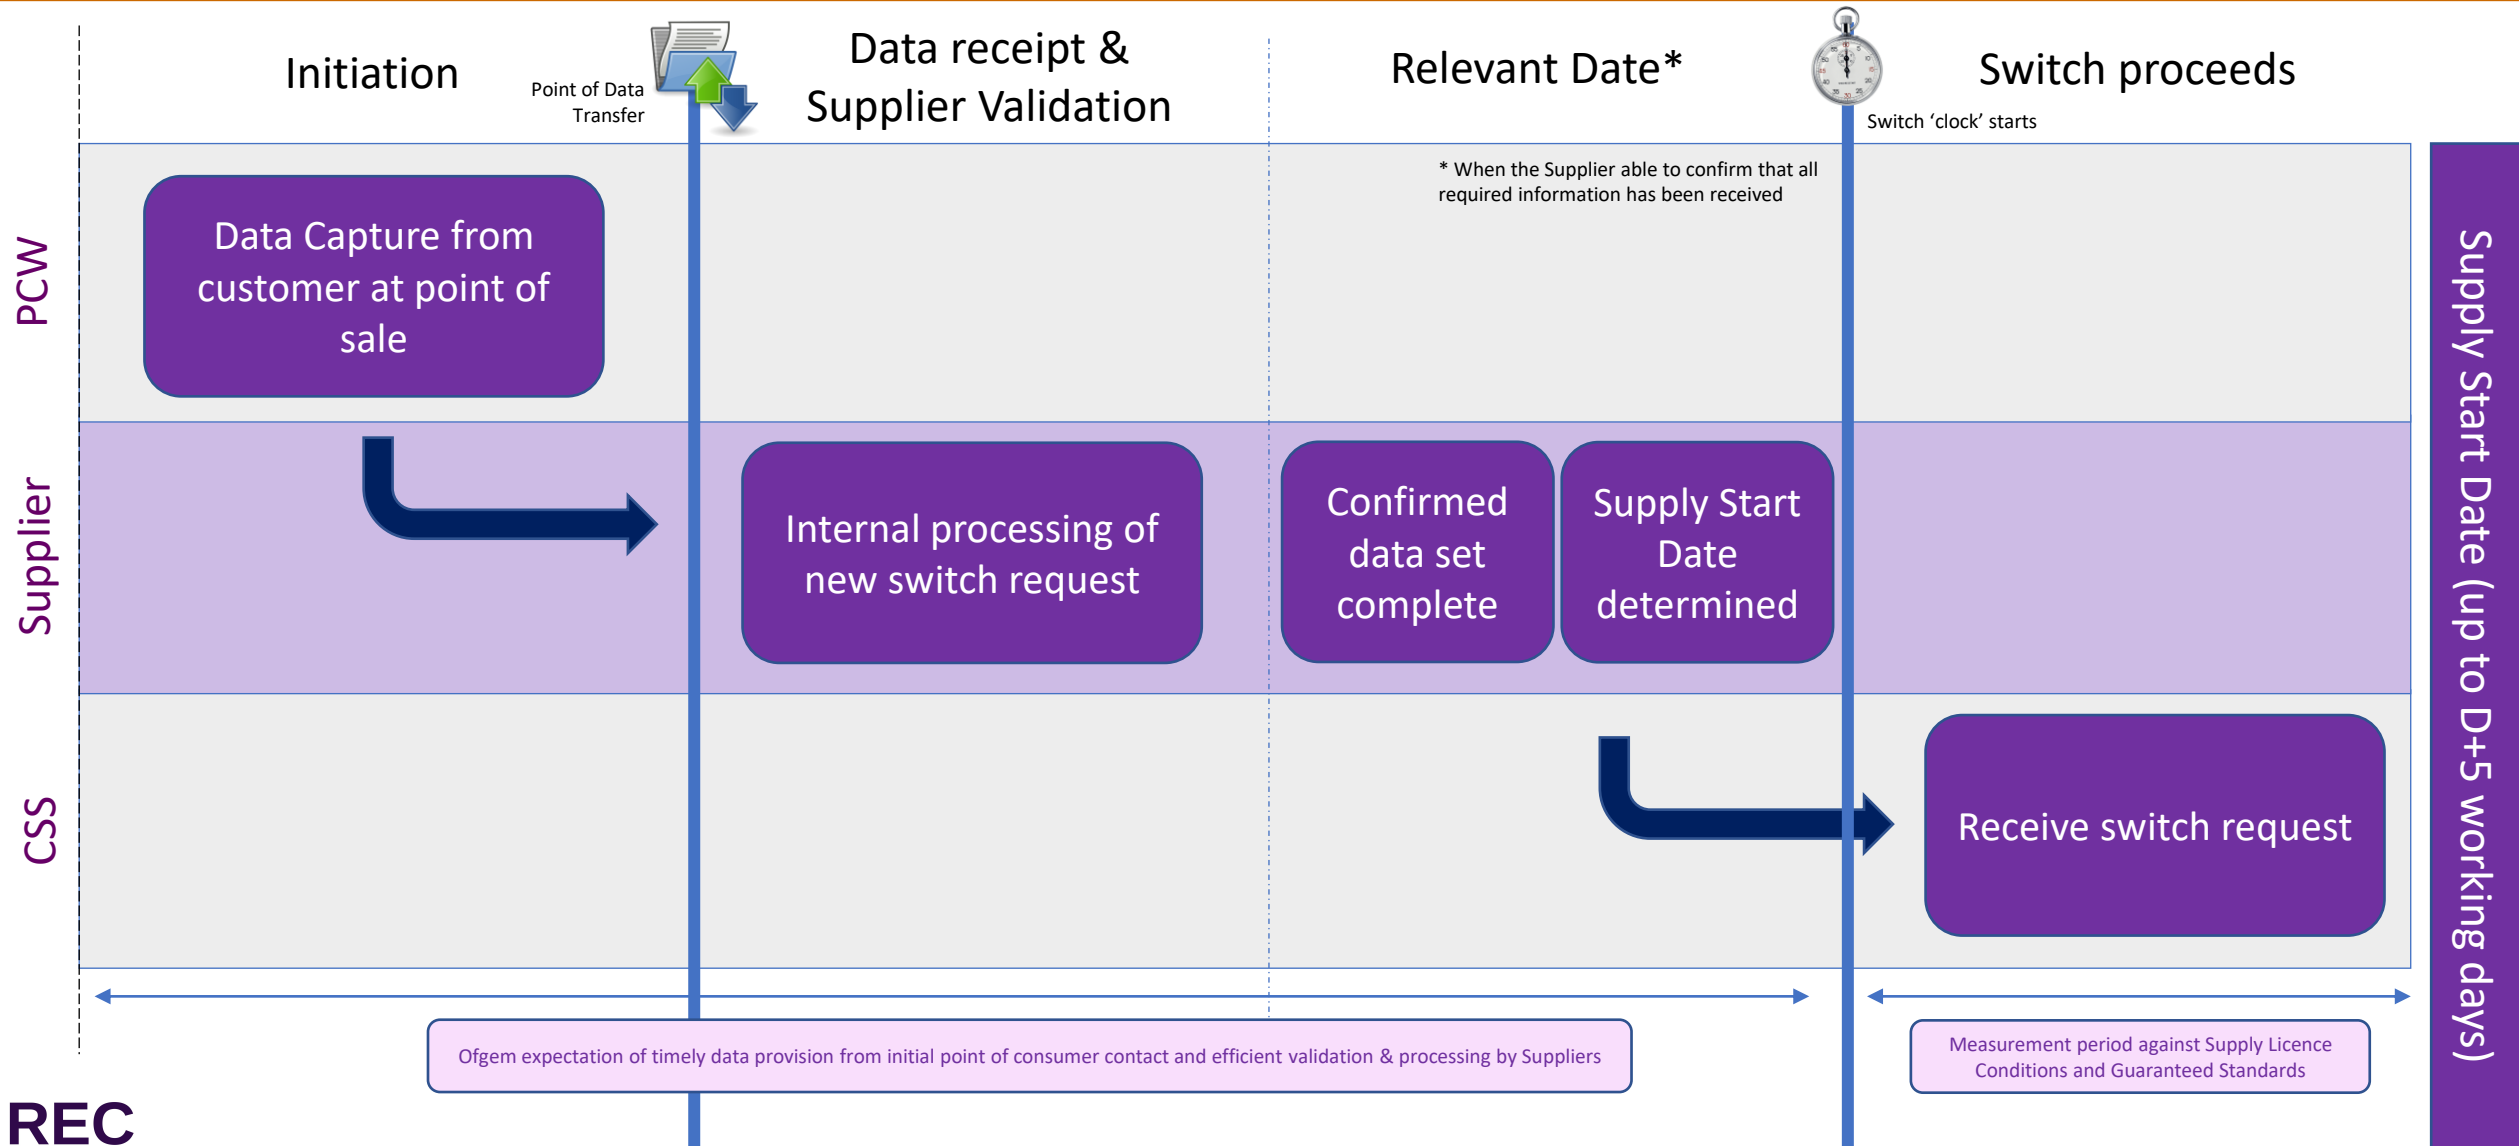 Initiation
Point of Data
Transfer
Data receipt &
Supplier Validation
Relevant Date*
Switch proceeds
Switch ‘clock’ starts
* When the Supplier able to confirm that all
required information has been received
PCW
Data Capture from
customer at point of
sale
Supplier
Internal processing of
new switch request
Confirmed
data set
complete
Supply Start
Date
determined
CSS
Receive switch request
Supply Start Date (up to D+5 working days)
Ofgem expectation of timely data provision from initial point of consumer contact and efficient validation & processing by Suppliers
Measurement period against Supply Licence
Conditions and Guaranteed Standards
REC